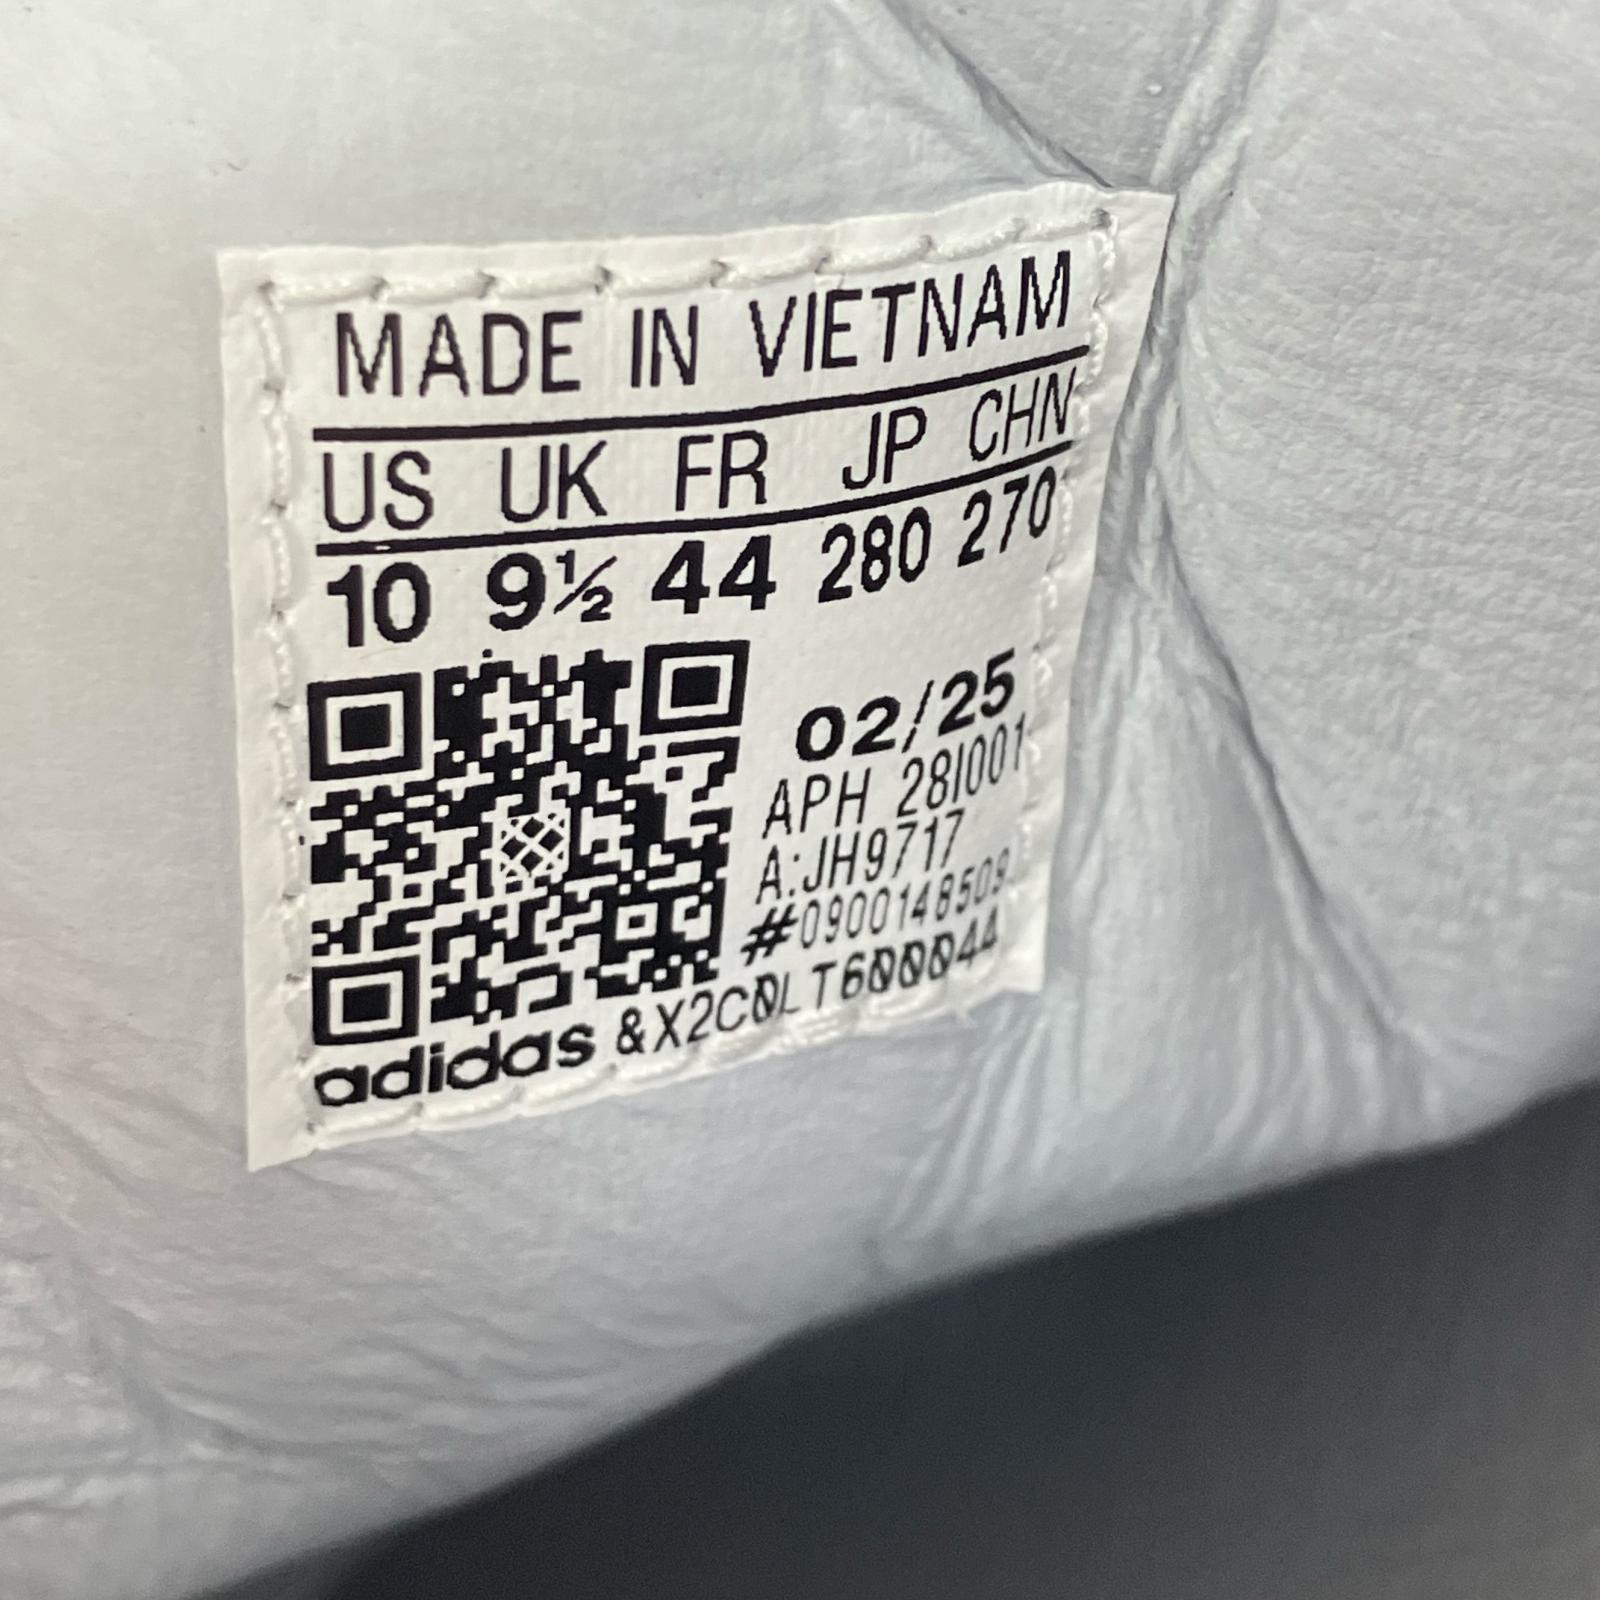 MADE IN VIETNAM
US UK FR JP CHN
10 9½ 44 280 270
02/25
APH 28I001
A:JH9717
#0900148509
adidas &X2C0LT600044